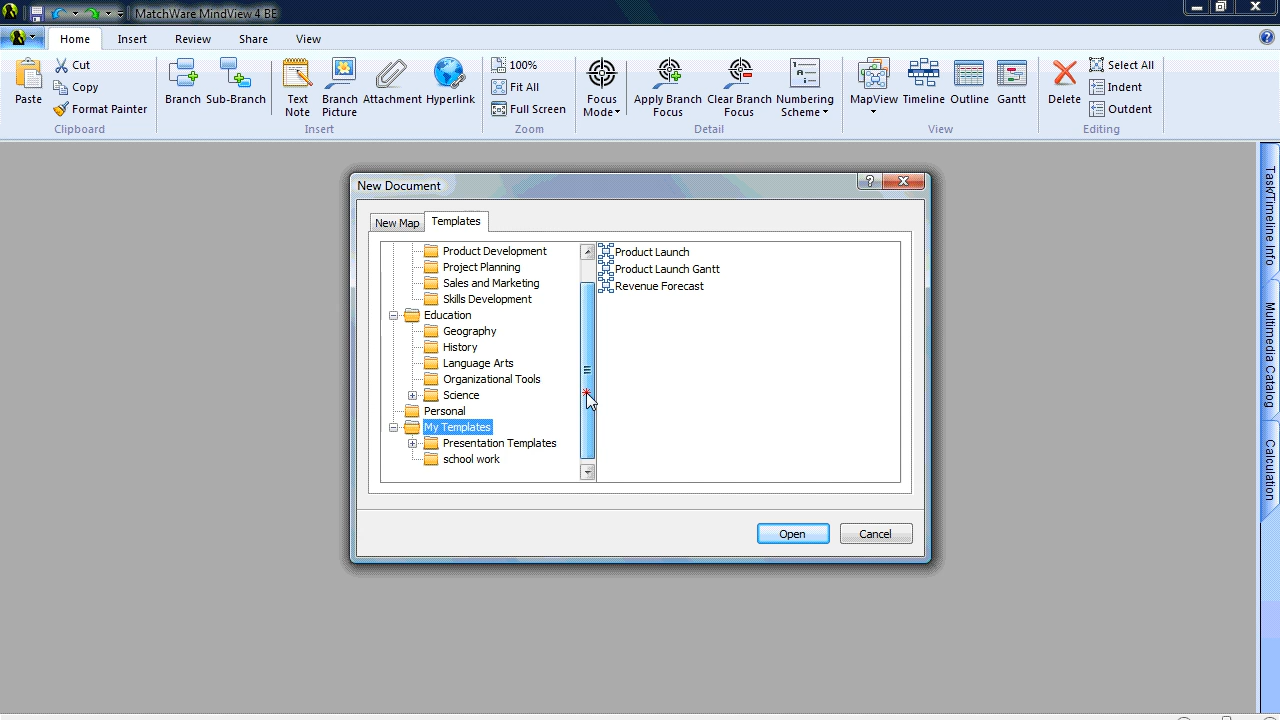 MatchWare MindView 4 BE
Home Insert Review Share View
Paste
Cut
Copy
Format Painter
Clipboard
Branch Sub-Branch
Text Note
Branch Picture
Attachment
Hyperlink
Insert
100%
Fit All
Full Screen
Zoom
Focus Mode
Apply Branch Focus
Clear Branch Focus
Numbering Scheme
Detail
MapView Timeline Outline Gantt
View
Delete
Select All
Indent
Outdent
Editing
New Document
New Map Templates
Product Development
Project Planning
Sales and Marketing
Skills Development
Education
Geography
History
Language Arts
Organizational Tools
Science
Personal
My Templates
Presentation Templates
school work
Product Launch
Product Launch Gantt
Revenue Forecast
Open Cancel
Task/Timeline Info
Multimedia Catalog
Calculation